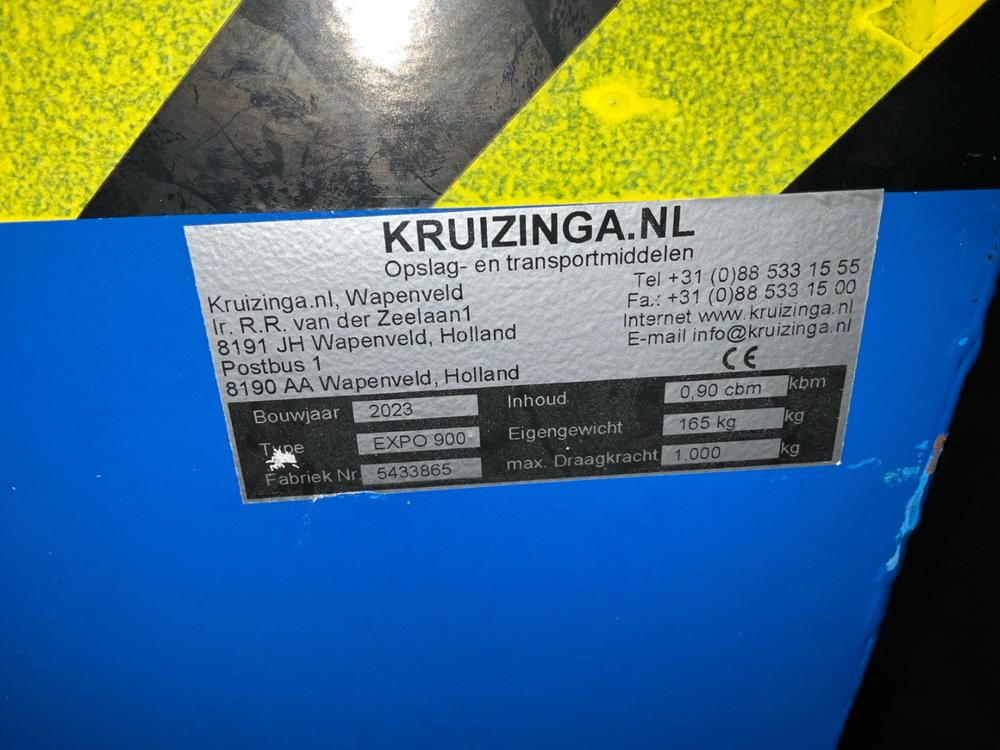 KRUIZINGA.NL
Opslag- en transportmiddelen
Kruizinga.nl, Wapenveld
Ir. R.R. van der Zeelaan1
8191 JH Wapenveld, Holland
Postbus 1
8190 AA Wapenveld, Holland
Tel +31 (0)88 533 15 55
Fa.: +31 (0)88 533 15 00
Internet www.kruizinga.nl
E-mail info@kruizinga.nl
CE
Bouwjaar 2023
Type EXPO 900
Fabriek Nr. 5433865
Inhoud 0,90 cbm kbm
Eigengewicht 165 kg kg
max. Draagkracht 1.000 kg